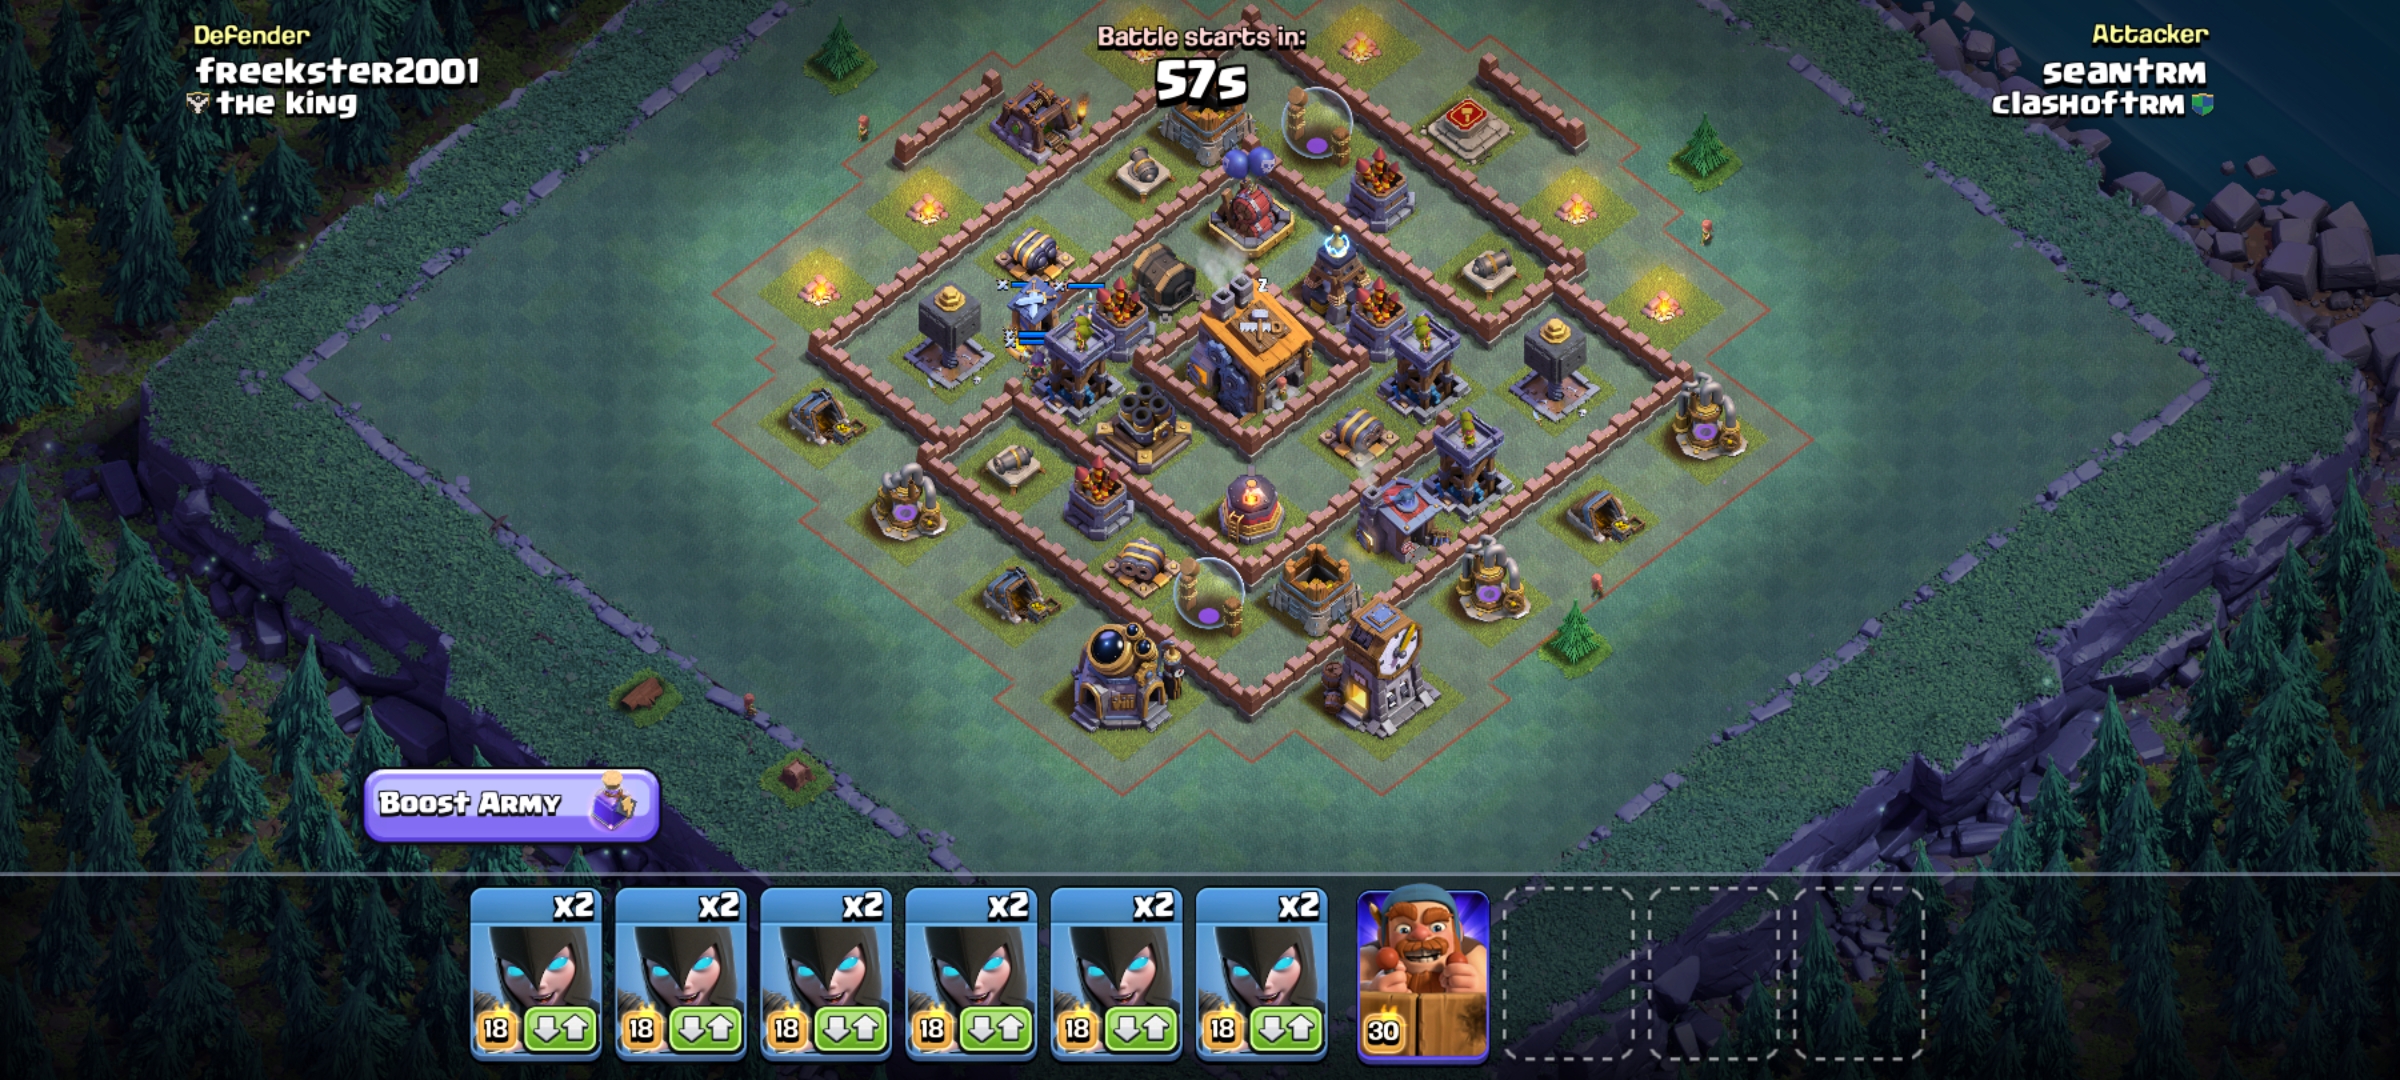 Defender
freekster2001
the king
Battle starts in:
57s
Attacker
seantrm
clashoftrm
z
Boost Army
x2
x2
x2
x2
x2
x2
18
18
18
18
18
18
30